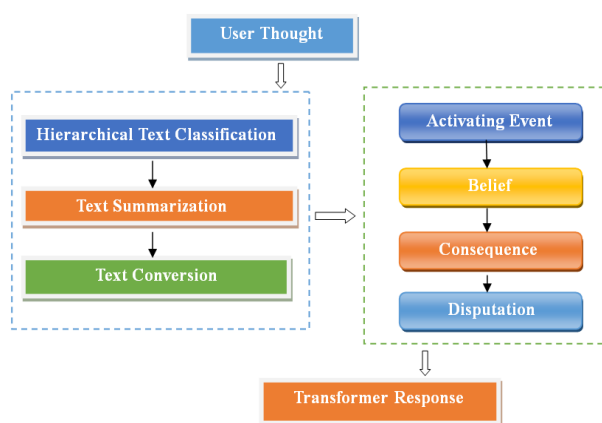 User Thought
Hierarchical Text Classification
Text Summarization
Text Conversion
Activating Event
Belief
Consequence
Disputation
Transformer Response